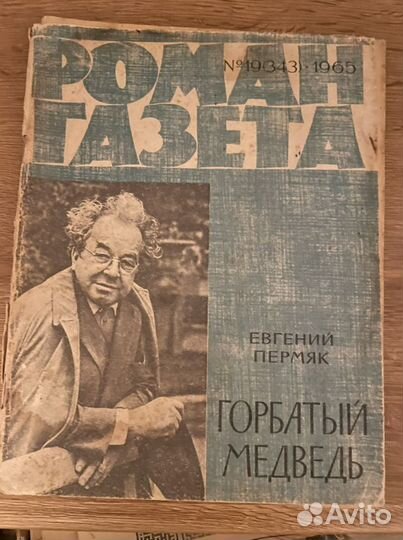 РОМАН
№19(343)·1965
ГАЗЕТА
ЕВГЕНИЙ
ПЕРМЯК
ГОРБАТЫЙ
МЕДВЕДЬ
Avito